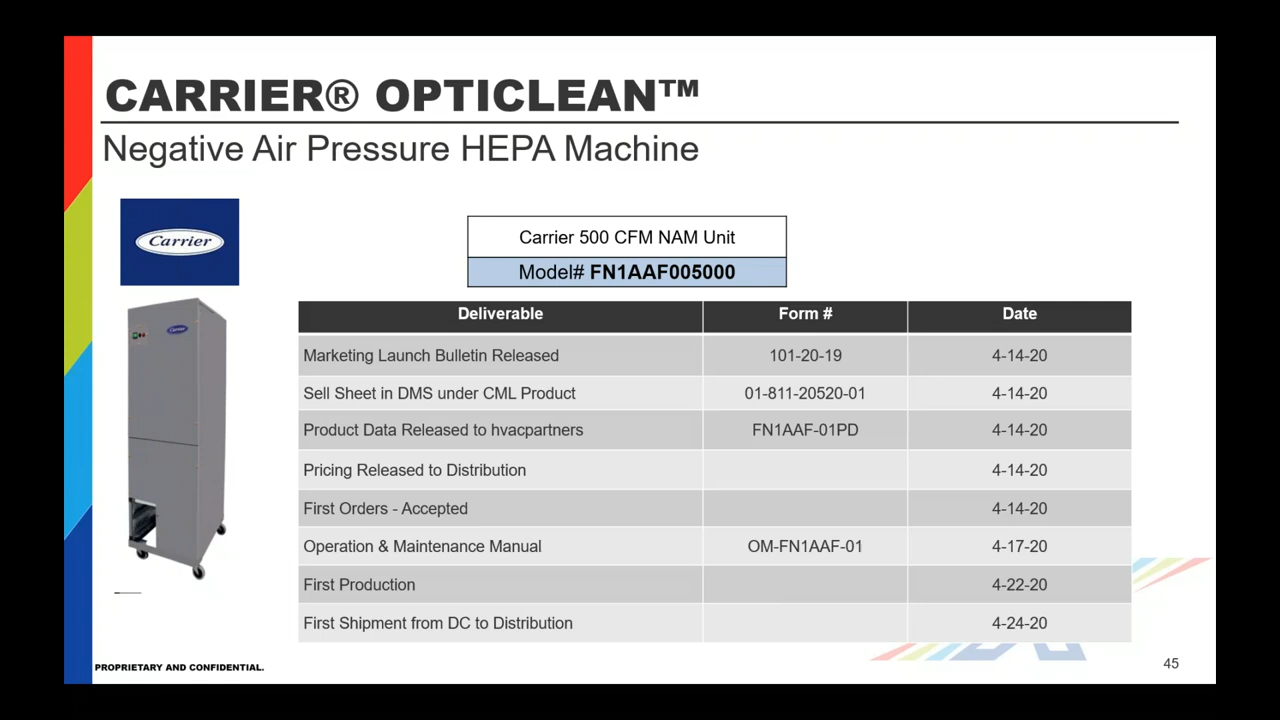 CARRIER® OPTICLEAN™
Negative Air Pressure HEPA Machine
Carrier
Carrier 500 CFM NAM Unit
Model# FN1AAF005000
Carrier
Deliverable Form # Date
Marketing Launch Bulletin Released 101-20-19 4-14-20
Sell Sheet in DMS under CML Product 01-811-20520-01 4-14-20
Product Data Released to hvacpartners FN1AAF-01PD 4-14-20
Pricing Released to Distribution 4-14-20
First Orders - Accepted 4-14-20
Operation & Maintenance Manual OM-FN1AAF-01 4-17-20
First Production 4-22-20
First Shipment from DC to Distribution 4-24-20
PROPRIETARY AND CONFIDENTIAL.
45